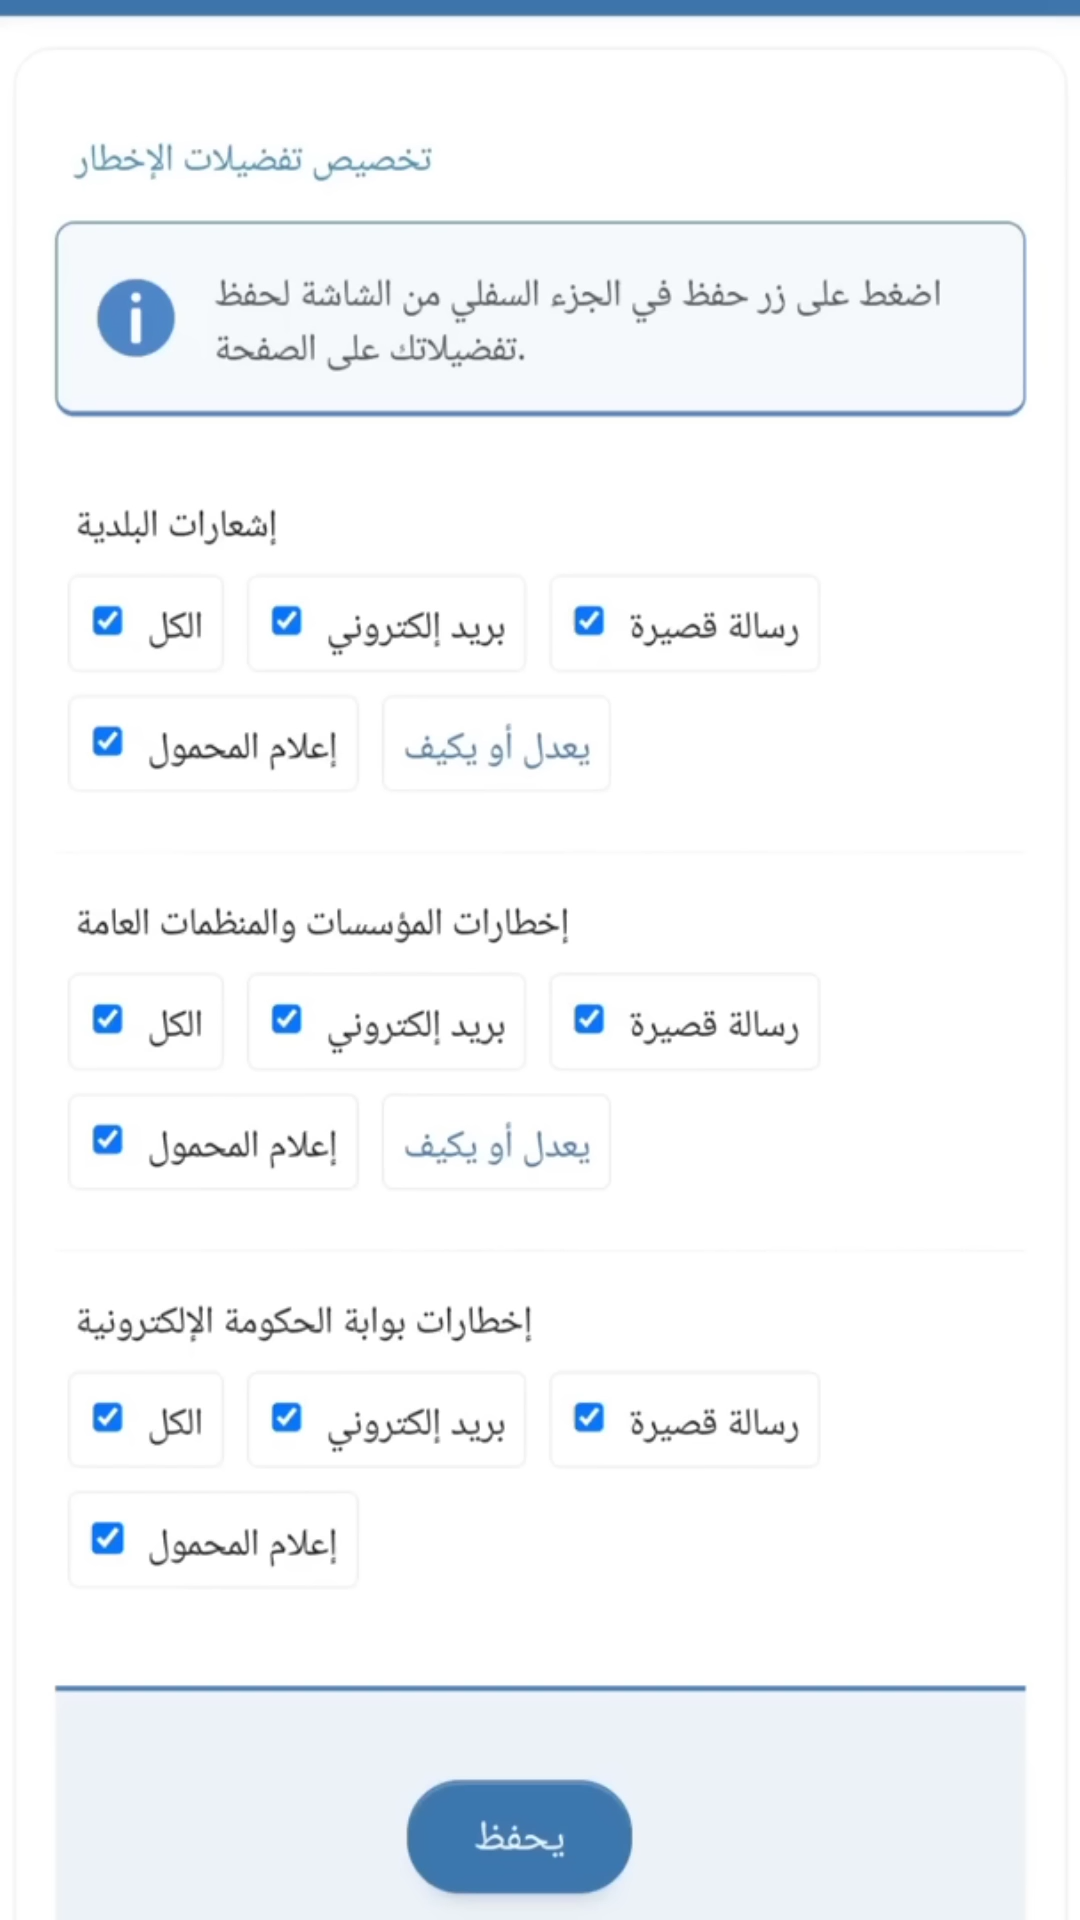 تخصيص تفضيلات الإخطار
اضغط على زر حفظ في الجزء السفلي من الشاشة لحفظ
تفضيلاتك على الصفحة.
إشعارات البلدية
الكل
بريد إلكتروني
رسالة قصيرة
إعلام المحمول
يعدل أو يكيف
إخطارات المؤسسات والمنظمات العامة
الكل
بريد إلكتروني
رسالة قصيرة
إعلام المحمول
يعدل أو يكيف
إخطارات بوابة الحكومة الإلكترونية
الكل
بريد إلكتروني
رسالة قصيرة
إعلام المحمول
يحفظ